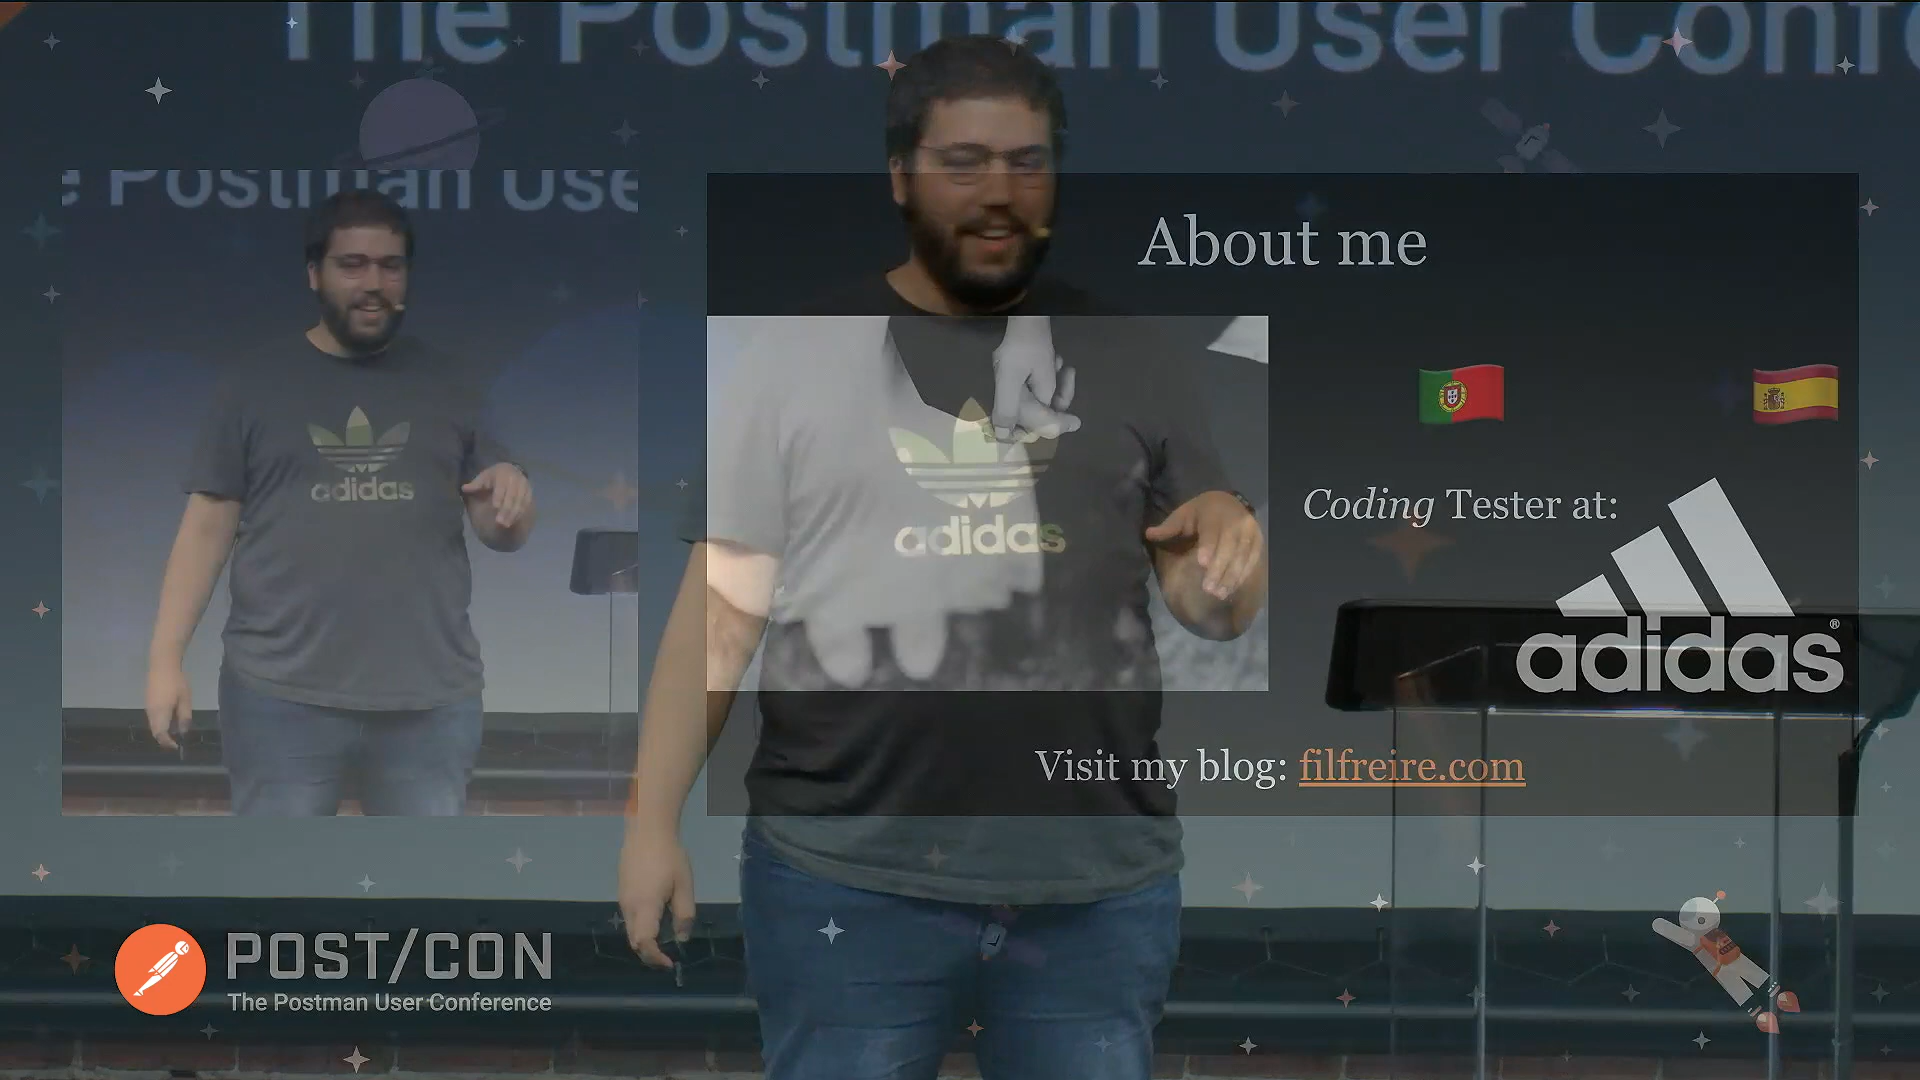 The Postman User Confe
e Postman Use
About me
adidas
adidas
Coding Tester at:
adidas®
Visit my blog: filfreire.com
POST/CON
The Postman User Conference